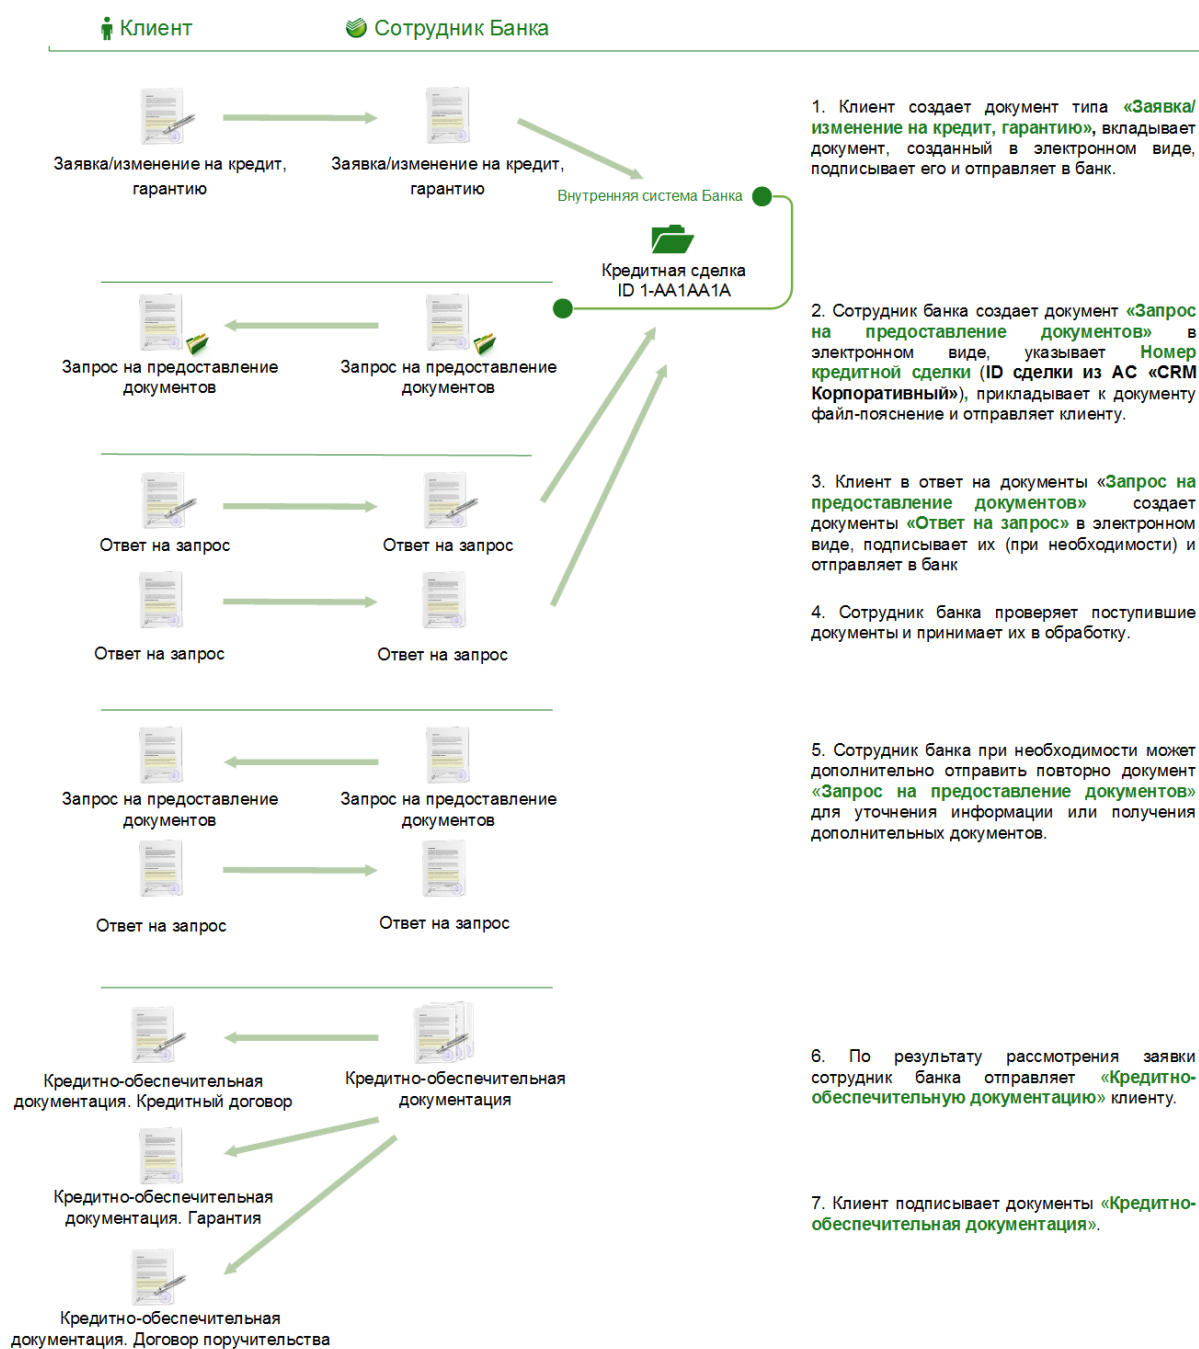 Клиент
Сотрудник Банка
Заявка/изменение на кредит,
гарантию
Заявка/изменение на кредит,
гарантию
Внутренняя система Банка
Кредитная сделка
ID 1-AA1AA1A
1. Клиент создает документ типа «Заявка/
изменение на кредит, гарантию», вкладывает
документ, созданный в электронном виде,
подписывает его и отправляет в банк.
Запрос на предоставление
документов
Запрос на предоставление
документов
2. Сотрудник банка создает документ «Запрос
на предоставление документов» в
электронном виде, указывает Номер
кредитной сделки (ID сделки из АС «CRM
Корпоративный»), прикладывает к документу
файл-пояснение и отправляет клиенту.
Ответ на запрос
Ответ на запрос
3. Клиент в ответ на документы «Запрос на
предоставление документов» создает
документы «Ответ на запрос» в электронном
виде, подписывает их (при необходимости) и
отправляет в банк
Ответ на запрос
Ответ на запрос
4. Сотрудник банка проверяет поступившие
документы и принимает их в обработку.
Запрос на предоставление
документов
Запрос на предоставление
документов
5. Сотрудник банка при необходимости может
дополнительно отправить повторно документ
«Запрос на предоставление документов»
для уточнения информации или получения
дополнительных документов.
Ответ на запрос
Ответ на запрос
Кредитно-обеспечительная
документация. Кредитный договор
Кредитно-обеспечительная
документация
6. По результату рассмотрения заявки
сотрудник банка отправляет «Кредитно-
обеспечительную документацию» клиенту.
Кредитно-обеспечительная
документация. Гарантия
7. Клиент подписывает документы «Кредитно-
обеспечительная документация».
Кредитно-обеспечительная
документация. Договор поручительства